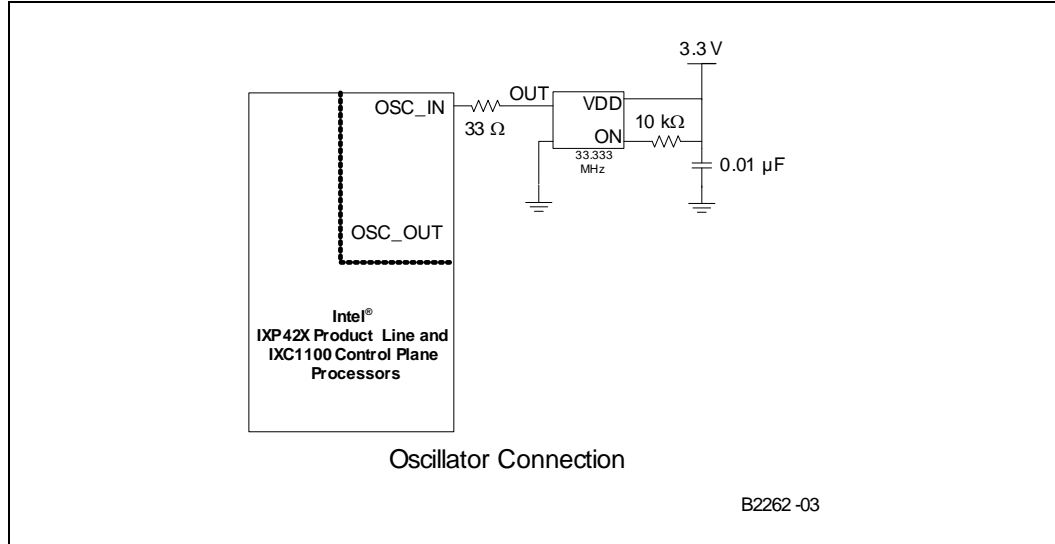 3.3 V
OSC_IN
33 Ω
OUT
VDD
ON
33.333
MHz
10 kΩ
0.01 µF
OSC_OUT
Intel®
IXP42X Product Line and
IXC1100 Control Plane
Processors
Oscillator Connection
B2262 -03